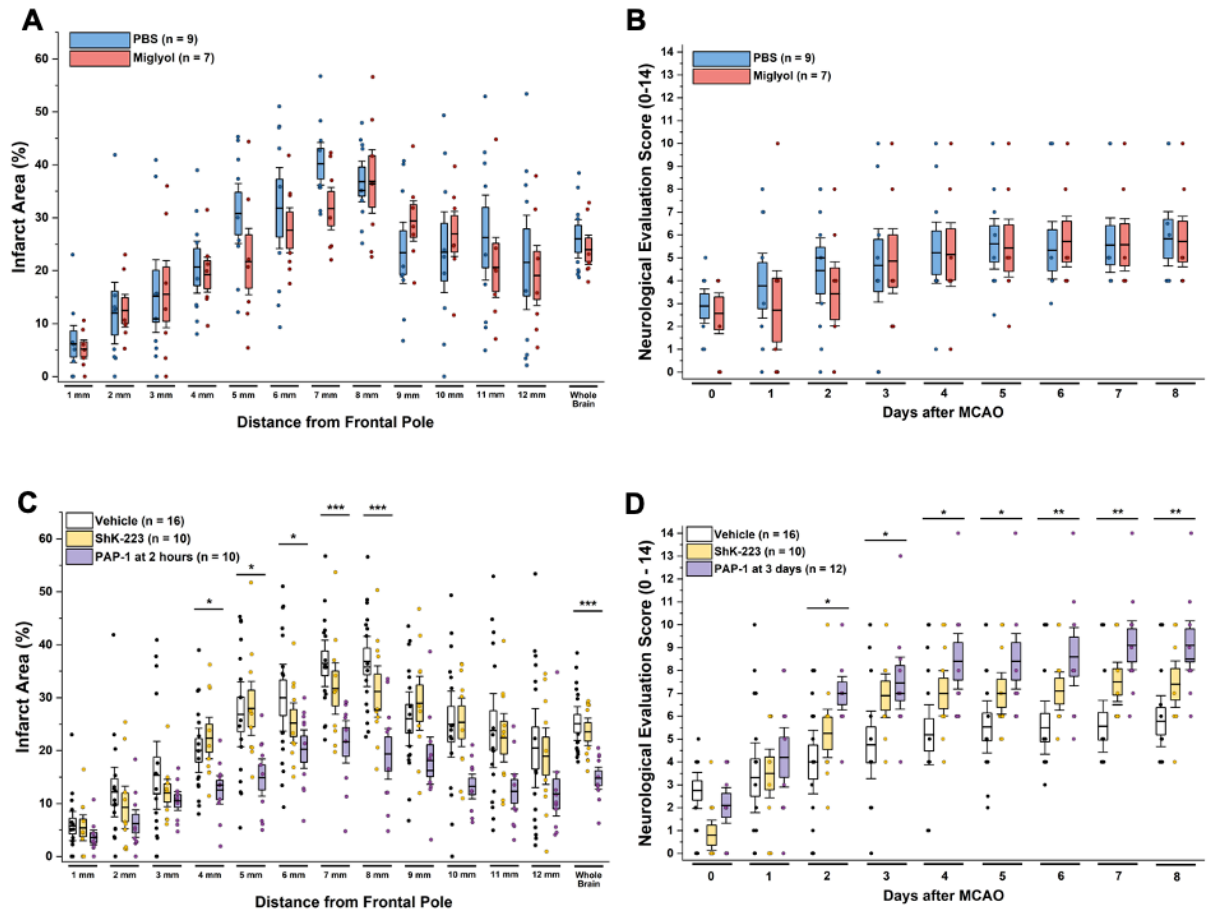 A
PBS (n = 9)
Miglyol (n = 7)
Infarct Area (%)
60
50
40
30
20
10
0
1 mm 2 mm 3 mm 4 mm 5 mm 6 mm 7 mm 8 mm 9 mm 10 mm 11 mm 12 mm Whole
Brain
Distance from Frontal Pole
B
PBS (n = 9)
Miglyol (n = 7)
Neurological Evaluation Score (0-14)
14
13
12
11
10
9
8
7
6
5
4
3
2
1
0
0 1 2 3 4 5 6 7 8
Days after MCAO
C
Vehicle (n = 16)
ShK-223 (n = 10)
PAP-1 at 2 hours (n = 10)
Infarct Area (%)
60
50
40
30
20
10
0
* * * *** *** ***
1 mm 2 mm 3 mm 4 mm 5 mm 6 mm 7 mm 8 mm 9 mm 10 mm 11 mm 12 mm Whole
Brain
Distance from Frontal Pole
D
Vehicle (n = 16)
ShK-223 (n = 10)
PAP-1 at 3 days (n = 12)
Neurological Evaluation Score (0 - 14)
14
13
12
11
10
9
8
7
6
5
4
3
2
1
0
* * * * ** ** **
0 1 2 3 4 5 6 7 8
Days after MCAO